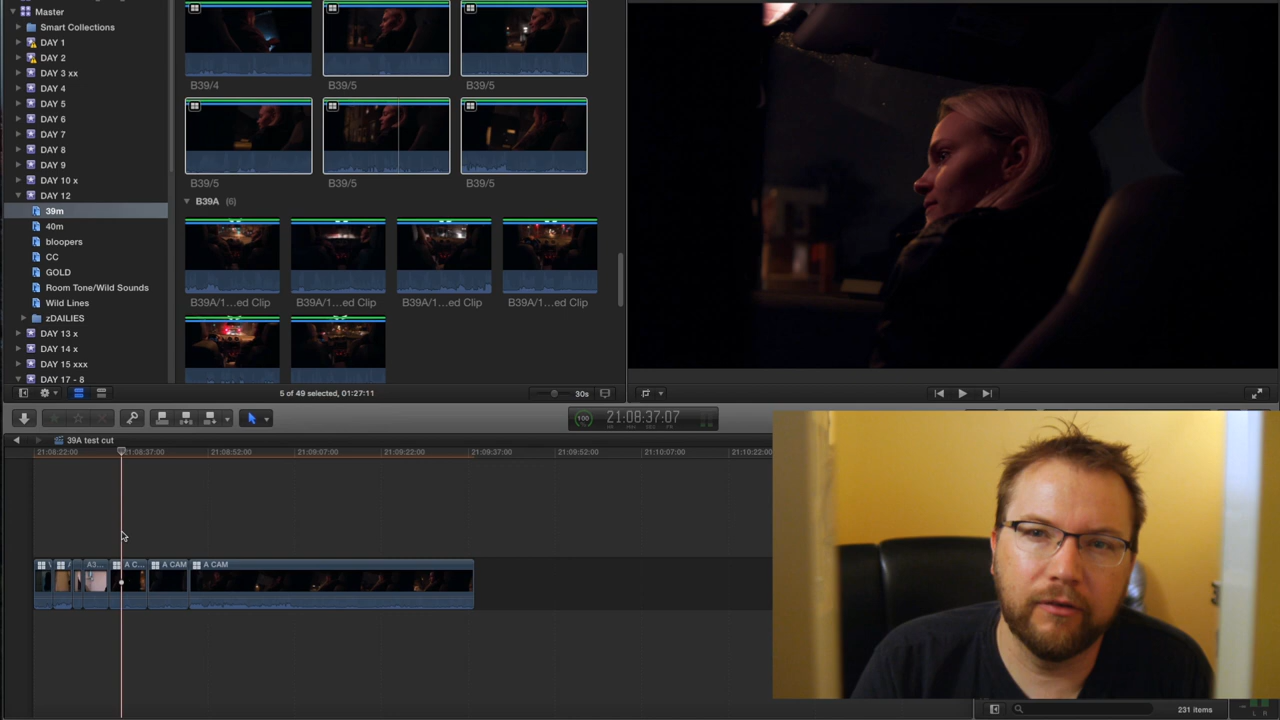 Master
Smart Collections
DAY 1
DAY 2
DAY 3 xx
DAY 4
DAY 5
DAY 6
DAY 7
DAY 8
DAY 9
DAY 10 x
DAY 12
39m
40m
bloopers
CC
GOLD
Room Tone/Wild Sounds
Wild Lines
zDAILIES
DAY 13 x
DAY 14 x
DAY 15 xxx
DAY 17 - 8
B39/4 B39/5 B39/5
B39/5 B39/5 B39/5
B39A (6)
B39A/1...ed Clip B39A/1...ed Clip B39A/1...ed Clip B39A/1...ed Clip
5 of 49 selected, 01:27:11
30s
100
21:08:37:07
HR MIN SEC FR
39A test cut
21:08:22:00 21:08:37:00 21:08:52:00 21:09:07:00 21:09:22:00 21:09:37:00 21:09:52:00 21:10:07:00 21:10:22:00
A3... A C... A CAM A CAM
231 items
L R